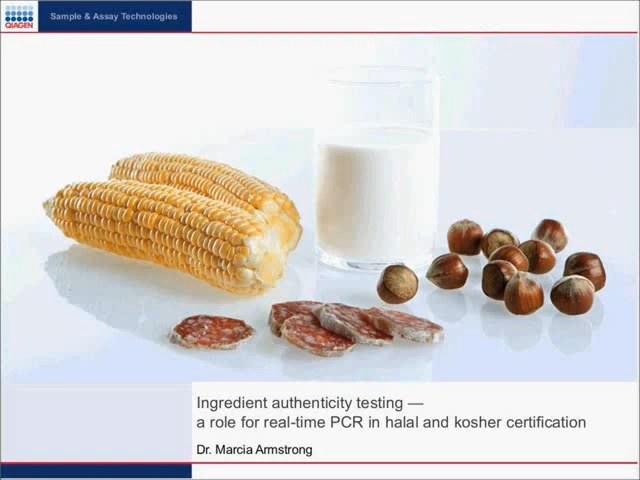 QIAGEN
Sample & Assay Technologies
Ingredient authenticity testing —
a role for real-time PCR in halal and kosher certification
Dr. Marcia Armstrong